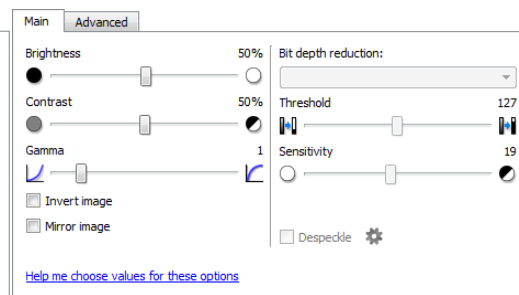 Main Advanced
Brightness 50%
Contrast 50%
Gamma 1
Invert image
Mirror image
Bit depth reduction:
Threshold 127
Sensitivity 19
Despeckle
Help me choose values for these options